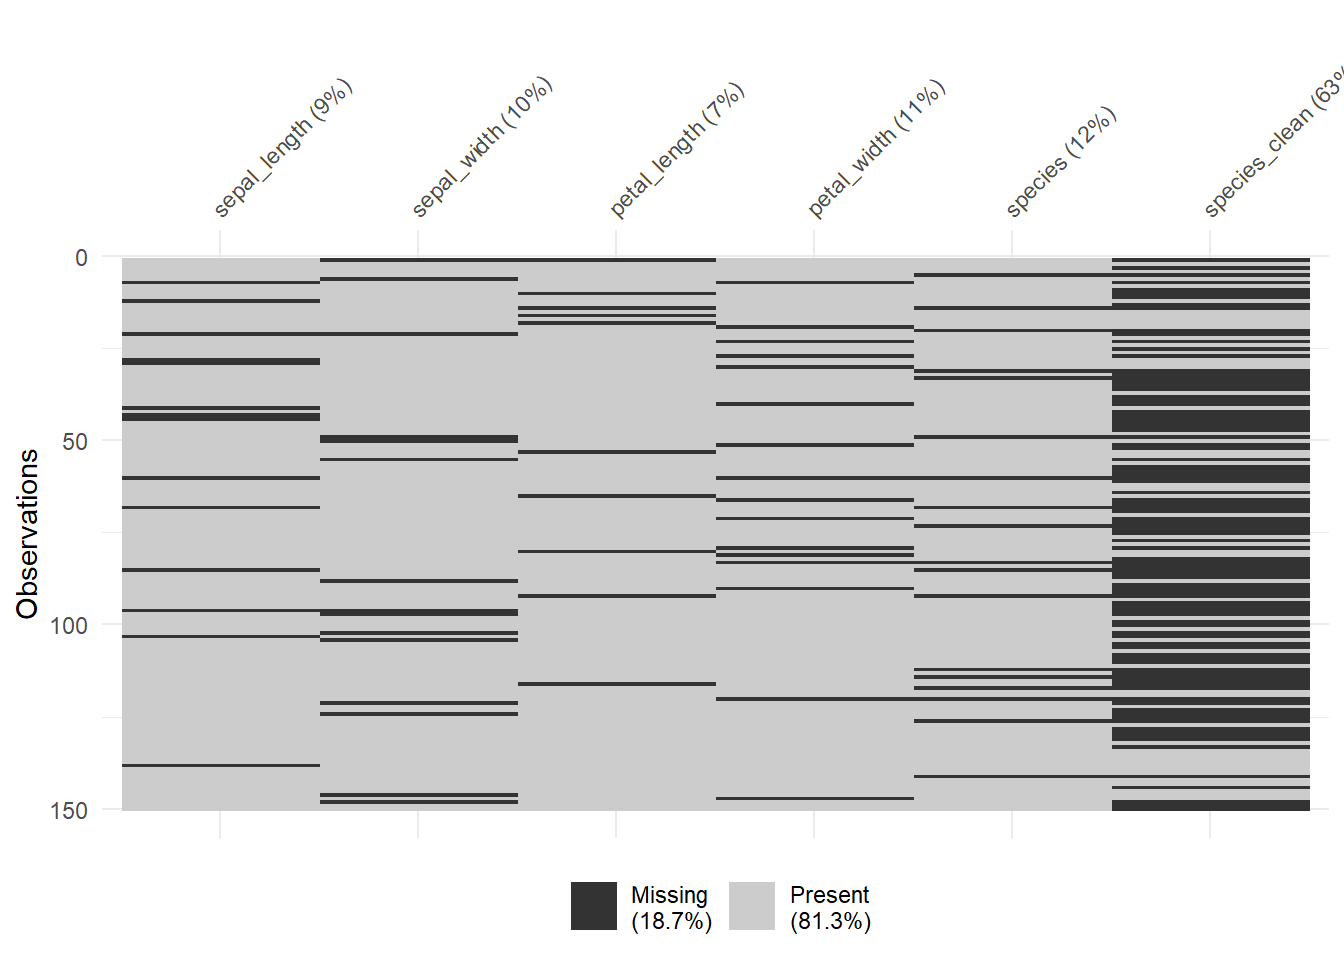 sepal_length (9%)
sepal_width (10%)
petal_length (7%)
petal_width (11%)
species (12%)
species_clean (63%
0
50
100
150
Observations
Missing
(18.7%)
Present
(81.3%)